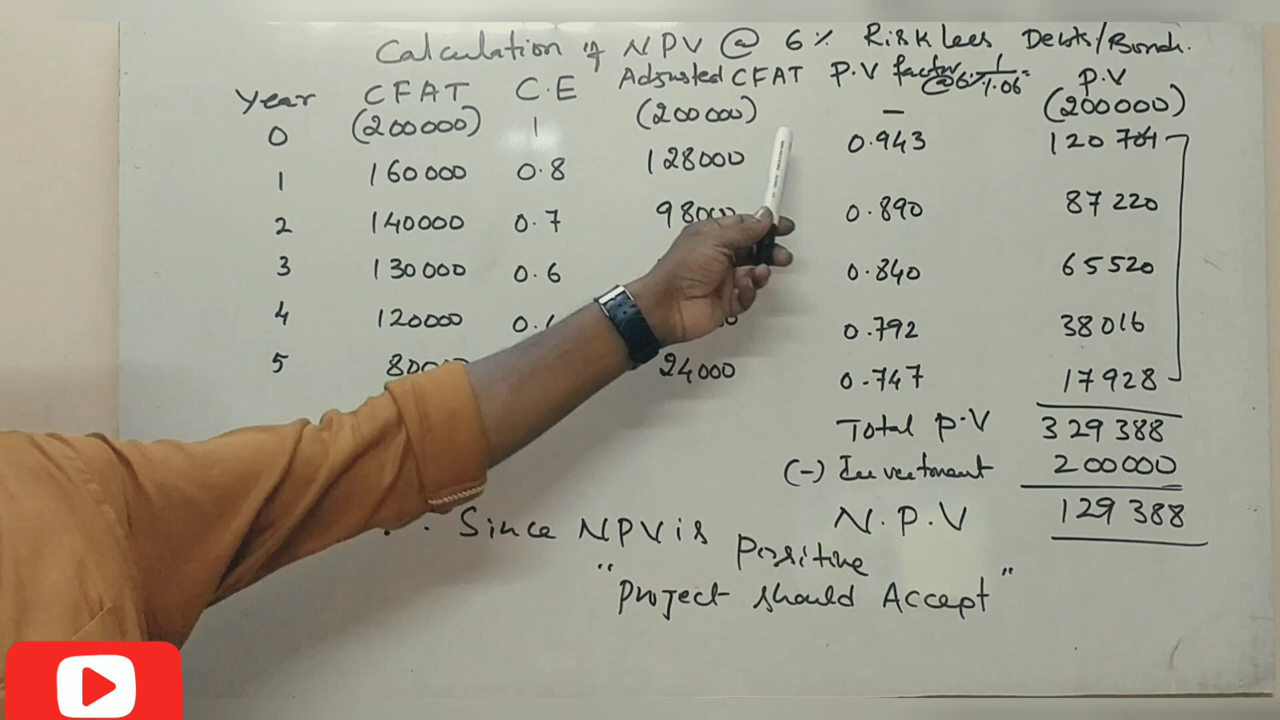 Calculation of NPV @ 6% Riskless Debts/Bonds.
Year CFAT C.E Adjusted CFAT P.V factor @6% 1/1.06= P.V
0 (200000) 1 (200000) – (200000)
1 160000 0.8 128000 0.943 120704
2 140000 0.7 98000 0.890 87220
3 130000 0.6 0.840 65520
4 120000 0.792 38016
5 24000 0.747 17928
Total P.V 329388
(-) Investment 200000
N.P.V 129388
Since NPV is Positive
"Project should Accept"